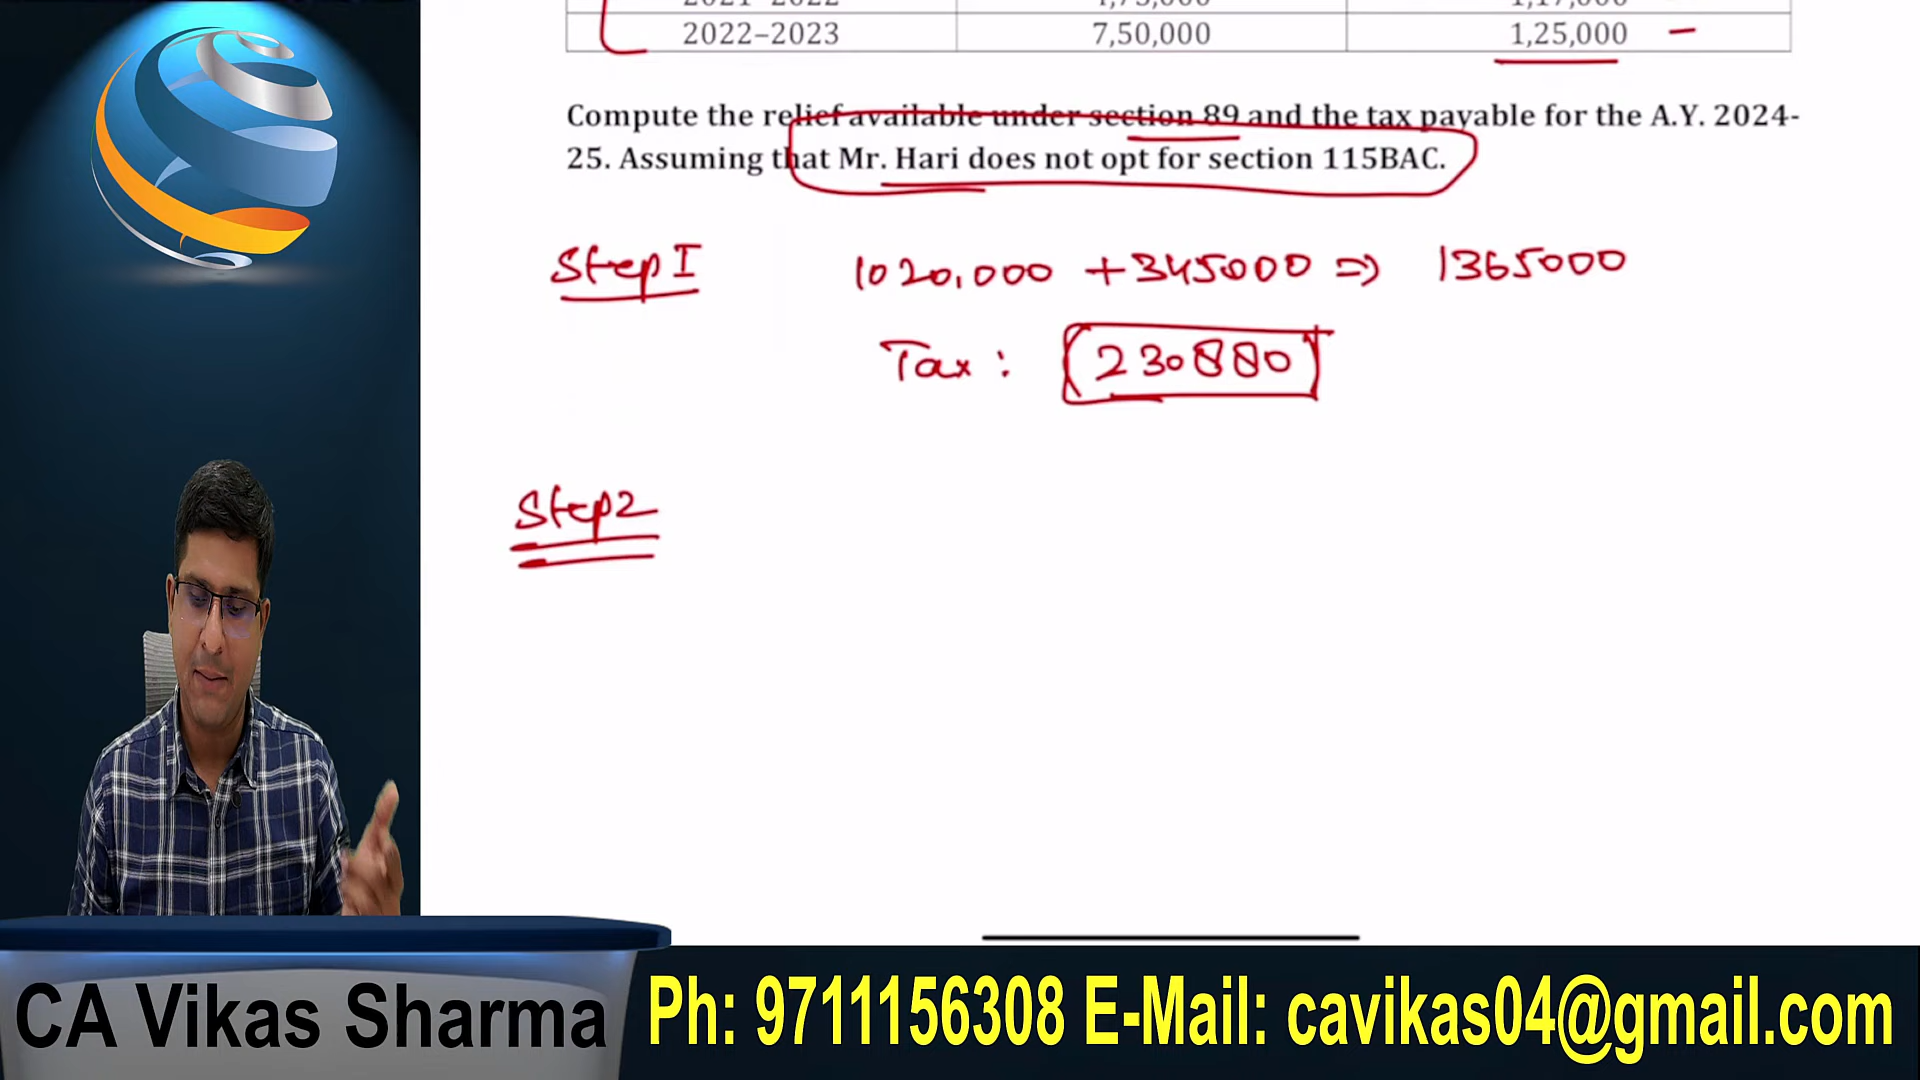 2022–2023 7,50,000 1,25,000
Compute the relief available under section 89 and the tax payable for the A.Y. 2024-
25. Assuming that Mr. Hari does not opt for section 115BAC.
Step I 1020,000 + 345000 ⇒ 1365000
Tax : 230880
Step2
CA Vikas Sharma
Ph: 9711156308 E-Mail: cavikas04@gmail.com